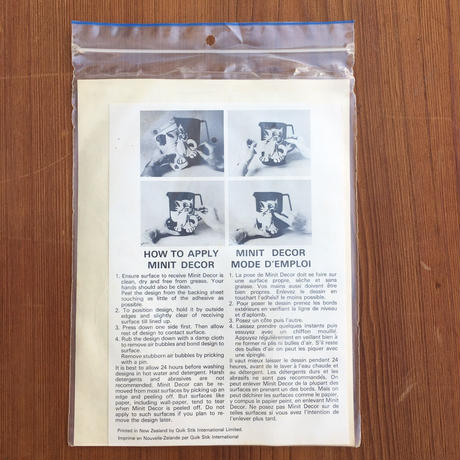 HOW TO APPLY
MINIT DECOR
1. Ensure surface to receive Minit Decor is
clean, dry and free from grease. Your
hands should also be clean.
Peel the design from the backing sheet
touching as little of the adhesive as
possible.
2. To position design, hold it by outside
edges and slightly clear of receiving
surface till lined up.
3. Press down one side first. Then allow
rest of design to contact surface.
4. Rub the design down with a damp cloth
to remove air bubbles and bond design to
surface.
Remove stubborn air bubbles by pricking
with a pin.
It is best to allow 24 hours before washing
designs in hot water and detergent. Harsh
detergents and abrasives are not
recommended. Minit Decor can be re-
moved from most surfaces by picking up an
edge and peeling off. But surfaces like
paper, including wall-paper, tend to tear
when Minit Decor is peeled off. Do not
apply to such surfaces if you plan to re-
move the design later.
MINIT DECOR
MODE D'EMPLOI
1. La pose de Minit Decor doit se faire sur
une surface propre, sèche et sans
graisse. Vos mains aussi doivent être
bien propres. Enlevez le dessin en
touchant l'adhésif le moins possible.
2. Pour poser le dessin prenez les bords
extérieurs en verifiant la ligne de niveau
et d'aplomb.
3. Posez un côte puis l'autre.
4. Laissez prendre quelques instants puis
essuyez avec un chiffon mouillé.
Appuyez régulièrement en veillant bien à
ne former ni plis ni bulles d'air. S'il reste
des bulles d'air on peut les piquer avec
une épingle.
Il vaut mieux laisser le dessin pendant 24
heures, avant de le laver à l'eau chaude et
au détergent. Les détergents durs et les
abrasifs ne sont pas recommandés. On
peut enlever Minit Decor de la plupart des
surfaces en prenant un des bords. Mais on
peut déchirer les surfaces comme le papier,
y compus le papier peint, en enlevant Minit
Decor. Ne posez pas Minit Decor sur de
telles surfaces si vous avez l'intention de
l'enlever plus tard.
Printed in New Zealand by Quik Stik International Limited.
Imprimé en Nouvelle-Zelande par Quik Stik International